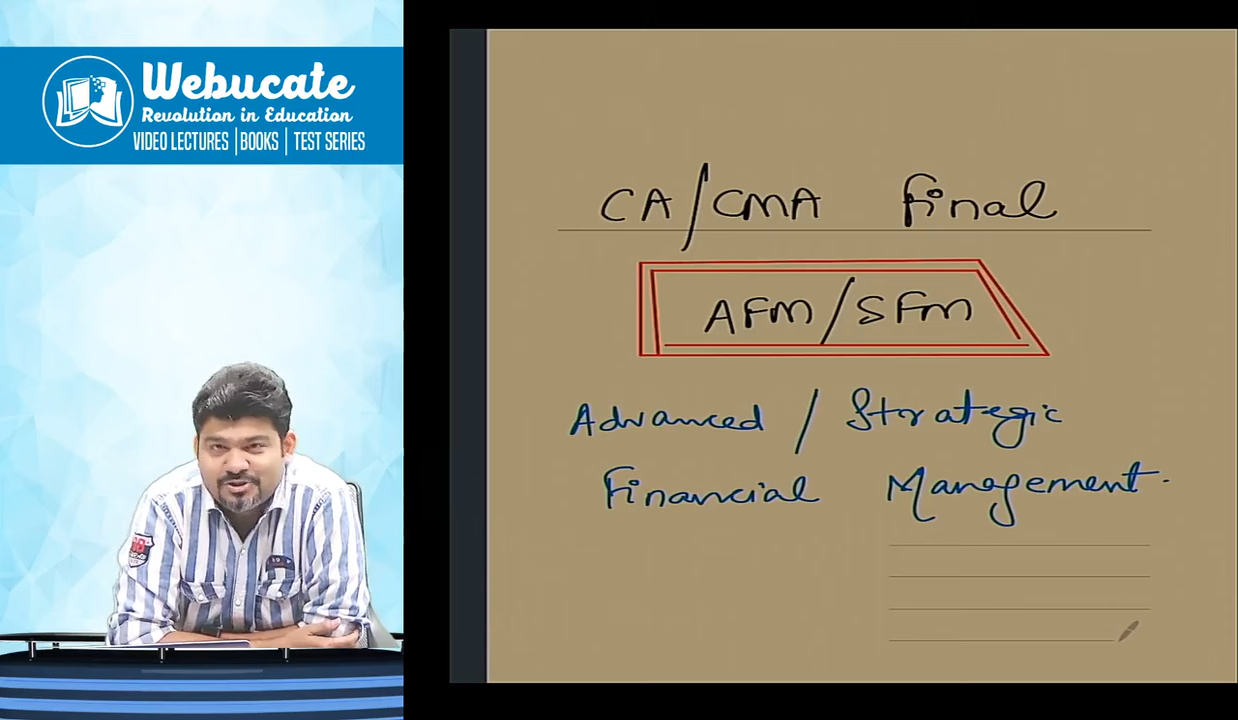 Webucate
Revolution in Education
VIDEO LECTURES | BOOKS | TEST SERIES
CA/CMA Final
AFM/SFM
Advanced / Strategic
Financial Management.